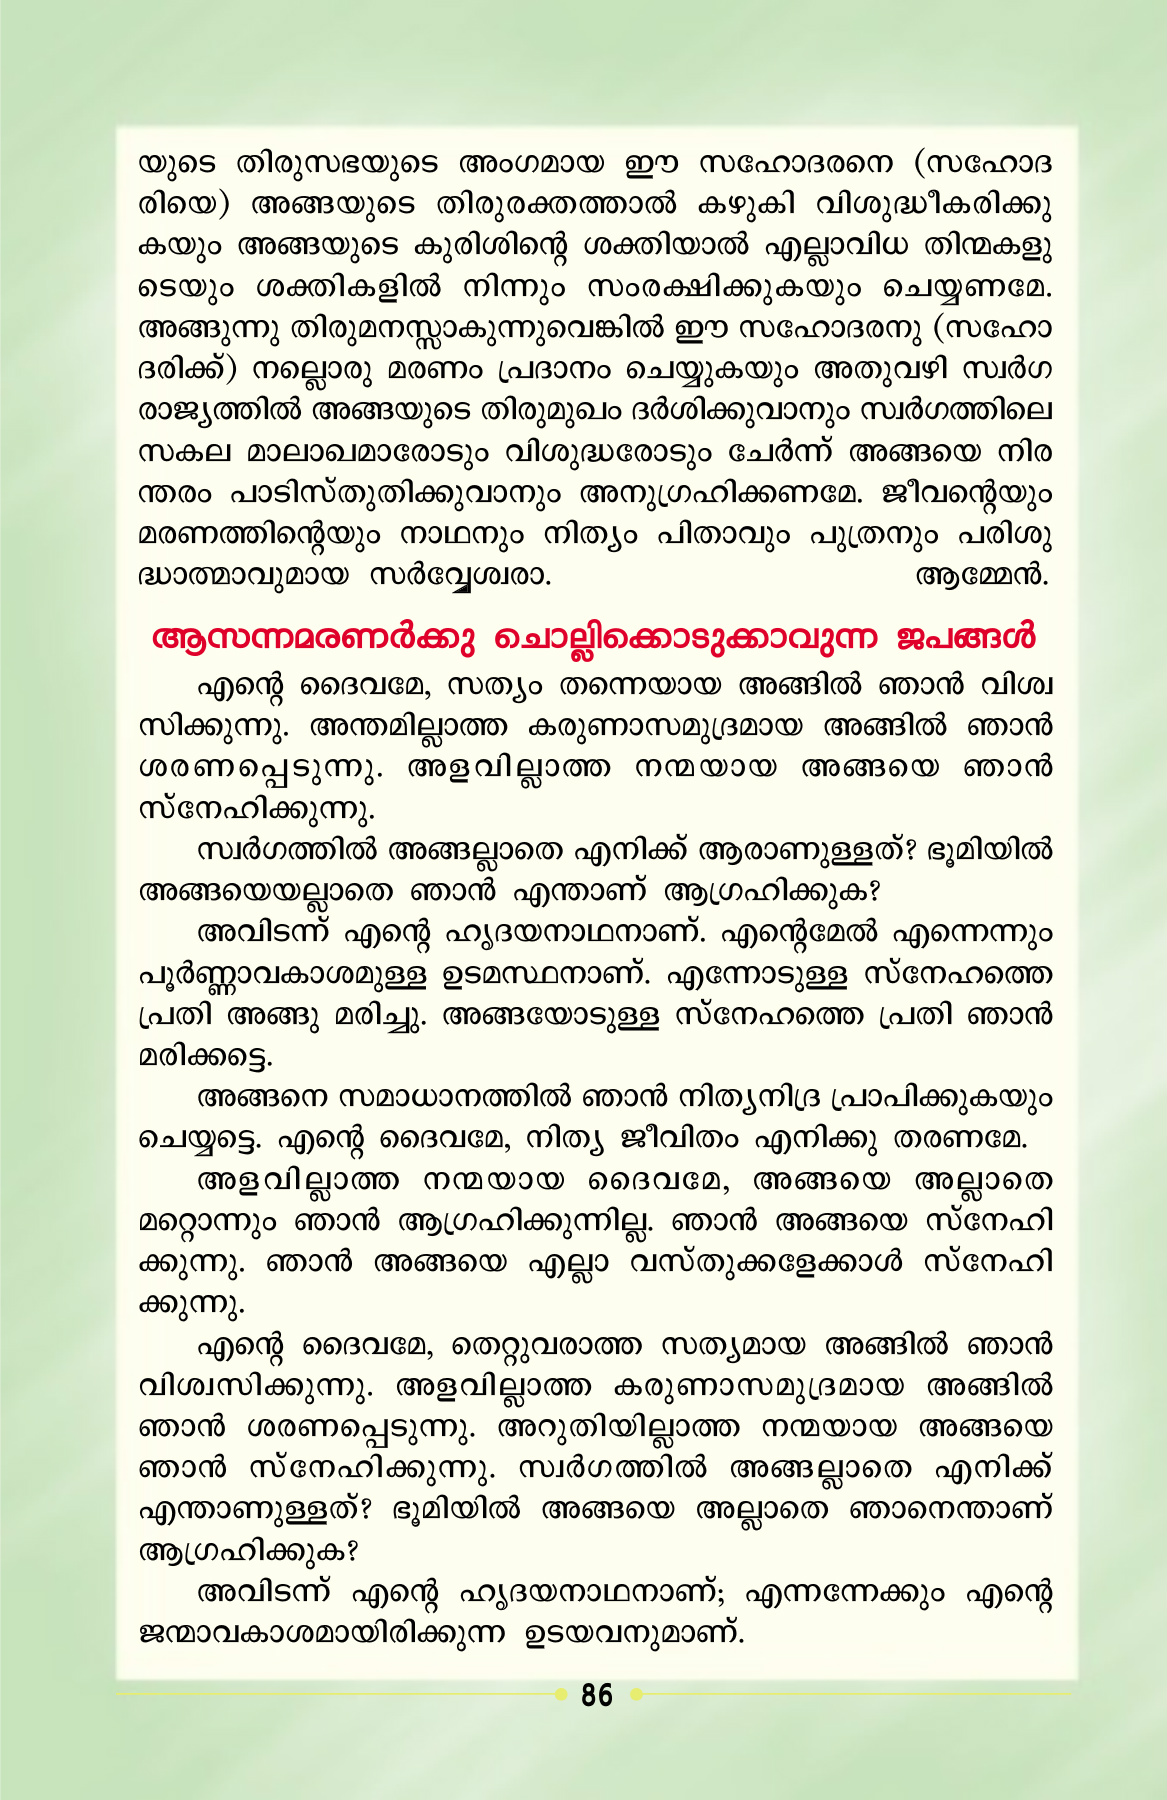 യുടെ തിരുസഭയുടെ അംഗമായ ഈ സഹോദരനെ (സഹോദ
രിയെ) അങ്ങയുടെ തിരുരക്തത്താൽ കഴുകി വിശുദ്ധീകരിക്കു
കയും അങ്ങയുടെ കുരിശിന്റെ ശക്തിയാൽ എല്ലാവിധ തിന്മകളു
ടെയും ശക്തികളിൽ നിന്നും സംരക്ഷിക്കുകയും ചെയ്യണമേ.
അങ്ങുന്നു തിരുമനസ്സാകുന്നുവെങ്കിൽ ഈ സഹോദരനു (സഹോ
ദരിക്ക്) നല്ലൊരു മരണം പ്രദാനം ചെയ്യുകയും അതുവഴി സ്വർഗ
രാജ്യത്തിൽ അങ്ങയുടെ തിരുമുഖം ദർശിക്കുവാനും സ്വർഗത്തിലെ
സകല മാലാഖമാരോടും വിശുദ്ധരോടും ചേർന്ന് അങ്ങയെ നിര
ന്തരം പാടിസ്തുതിക്കുവാനും അനുഗ്രഹിക്കണമേ. ജീവന്റെയും
മരണത്തിന്റെയും നാഥനും നിത്യം പിതാവും പുത്രനും പരിശു
ദ്ധാത്മാവുമായ സർവ്വേശ്വരാ. ആമ്മേൻ.
ആസന്നമരണർക്കു ചൊല്ലിക്കൊടുക്കാവുന്ന ജപങ്ങൾ
എന്റെ ദൈവമേ, സത്യം തന്നെയായ അങ്ങിൽ ഞാൻ വിശ്വ
സിക്കുന്നു. അന്തമില്ലാത്ത കരുണാസമുദ്രമായ അങ്ങിൽ ഞാൻ
ശരണപ്പെടുന്നു. അളവില്ലാത്ത നന്മയായ അങ്ങയെ ഞാൻ
സ്നേഹിക്കുന്നു.
സ്വർഗത്തിൽ അങ്ങല്ലാതെ എനിക്ക് ആരാണുള്ളത്? ഭൂമിയിൽ
അങ്ങയെയല്ലാതെ ഞാൻ എന്താണ് ആഗ്രഹിക്കുക?
അവിടന്ന് എന്റെ ഹൃദയനാഥനാണ്. എന്റെമേൽ എന്നെന്നും
പൂർണ്ണാവകാശമുള്ള ഉടമസ്ഥനാണ്. എന്നോടുള്ള സ്നേഹത്തെ
പ്രതി അങ്ങു മരിച്ചു. അങ്ങയോടുള്ള സ്നേഹത്തെ പ്രതി ഞാൻ
മരിക്കട്ടെ.
അങ്ങനെ സമാധാനത്തിൽ ഞാൻ നിത്യനിദ്ര പ്രാപിക്കുകയും
ചെയ്യട്ടെ. എന്റെ ദൈവമേ, നിത്യ ജീവിതം എനിക്കു തരണമേ.
അളവില്ലാത്ത നന്മയായ ദൈവമേ, അങ്ങയെ അല്ലാതെ
മറ്റൊന്നും ഞാൻ ആഗ്രഹിക്കുന്നില്ല. ഞാൻ അങ്ങയെ സ്നേഹി
ക്കുന്നു. ഞാൻ അങ്ങയെ എല്ലാ വസ്തുക്കളേക്കാൾ സ്നേഹി
ക്കുന്നു.
എന്റെ ദൈവമേ, തെറ്റുവരാത്ത സത്യമായ അങ്ങിൽ ഞാൻ
വിശ്വസിക്കുന്നു. അളവില്ലാത്ത കരുണാസമുദ്രമായ അങ്ങിൽ
ഞാൻ ശരണപ്പെടുന്നു. അറുതിയില്ലാത്ത നന്മയായ അങ്ങയെ
ഞാൻ സ്നേഹിക്കുന്നു. സ്വർഗത്തിൽ അങ്ങല്ലാതെ എനിക്ക്
എന്താണുള്ളത്? ഭൂമിയിൽ അങ്ങയെ അല്ലാതെ ഞാനെന്താണ്
ആഗ്രഹിക്കുക?
അവിടന്ന് എന്റെ ഹൃദയനാഥനാണ്; എന്നന്നേക്കും എന്റെ
ജന്മാവകാശമായിരിക്കുന്ന ഉടയവനുമാണ്.
86